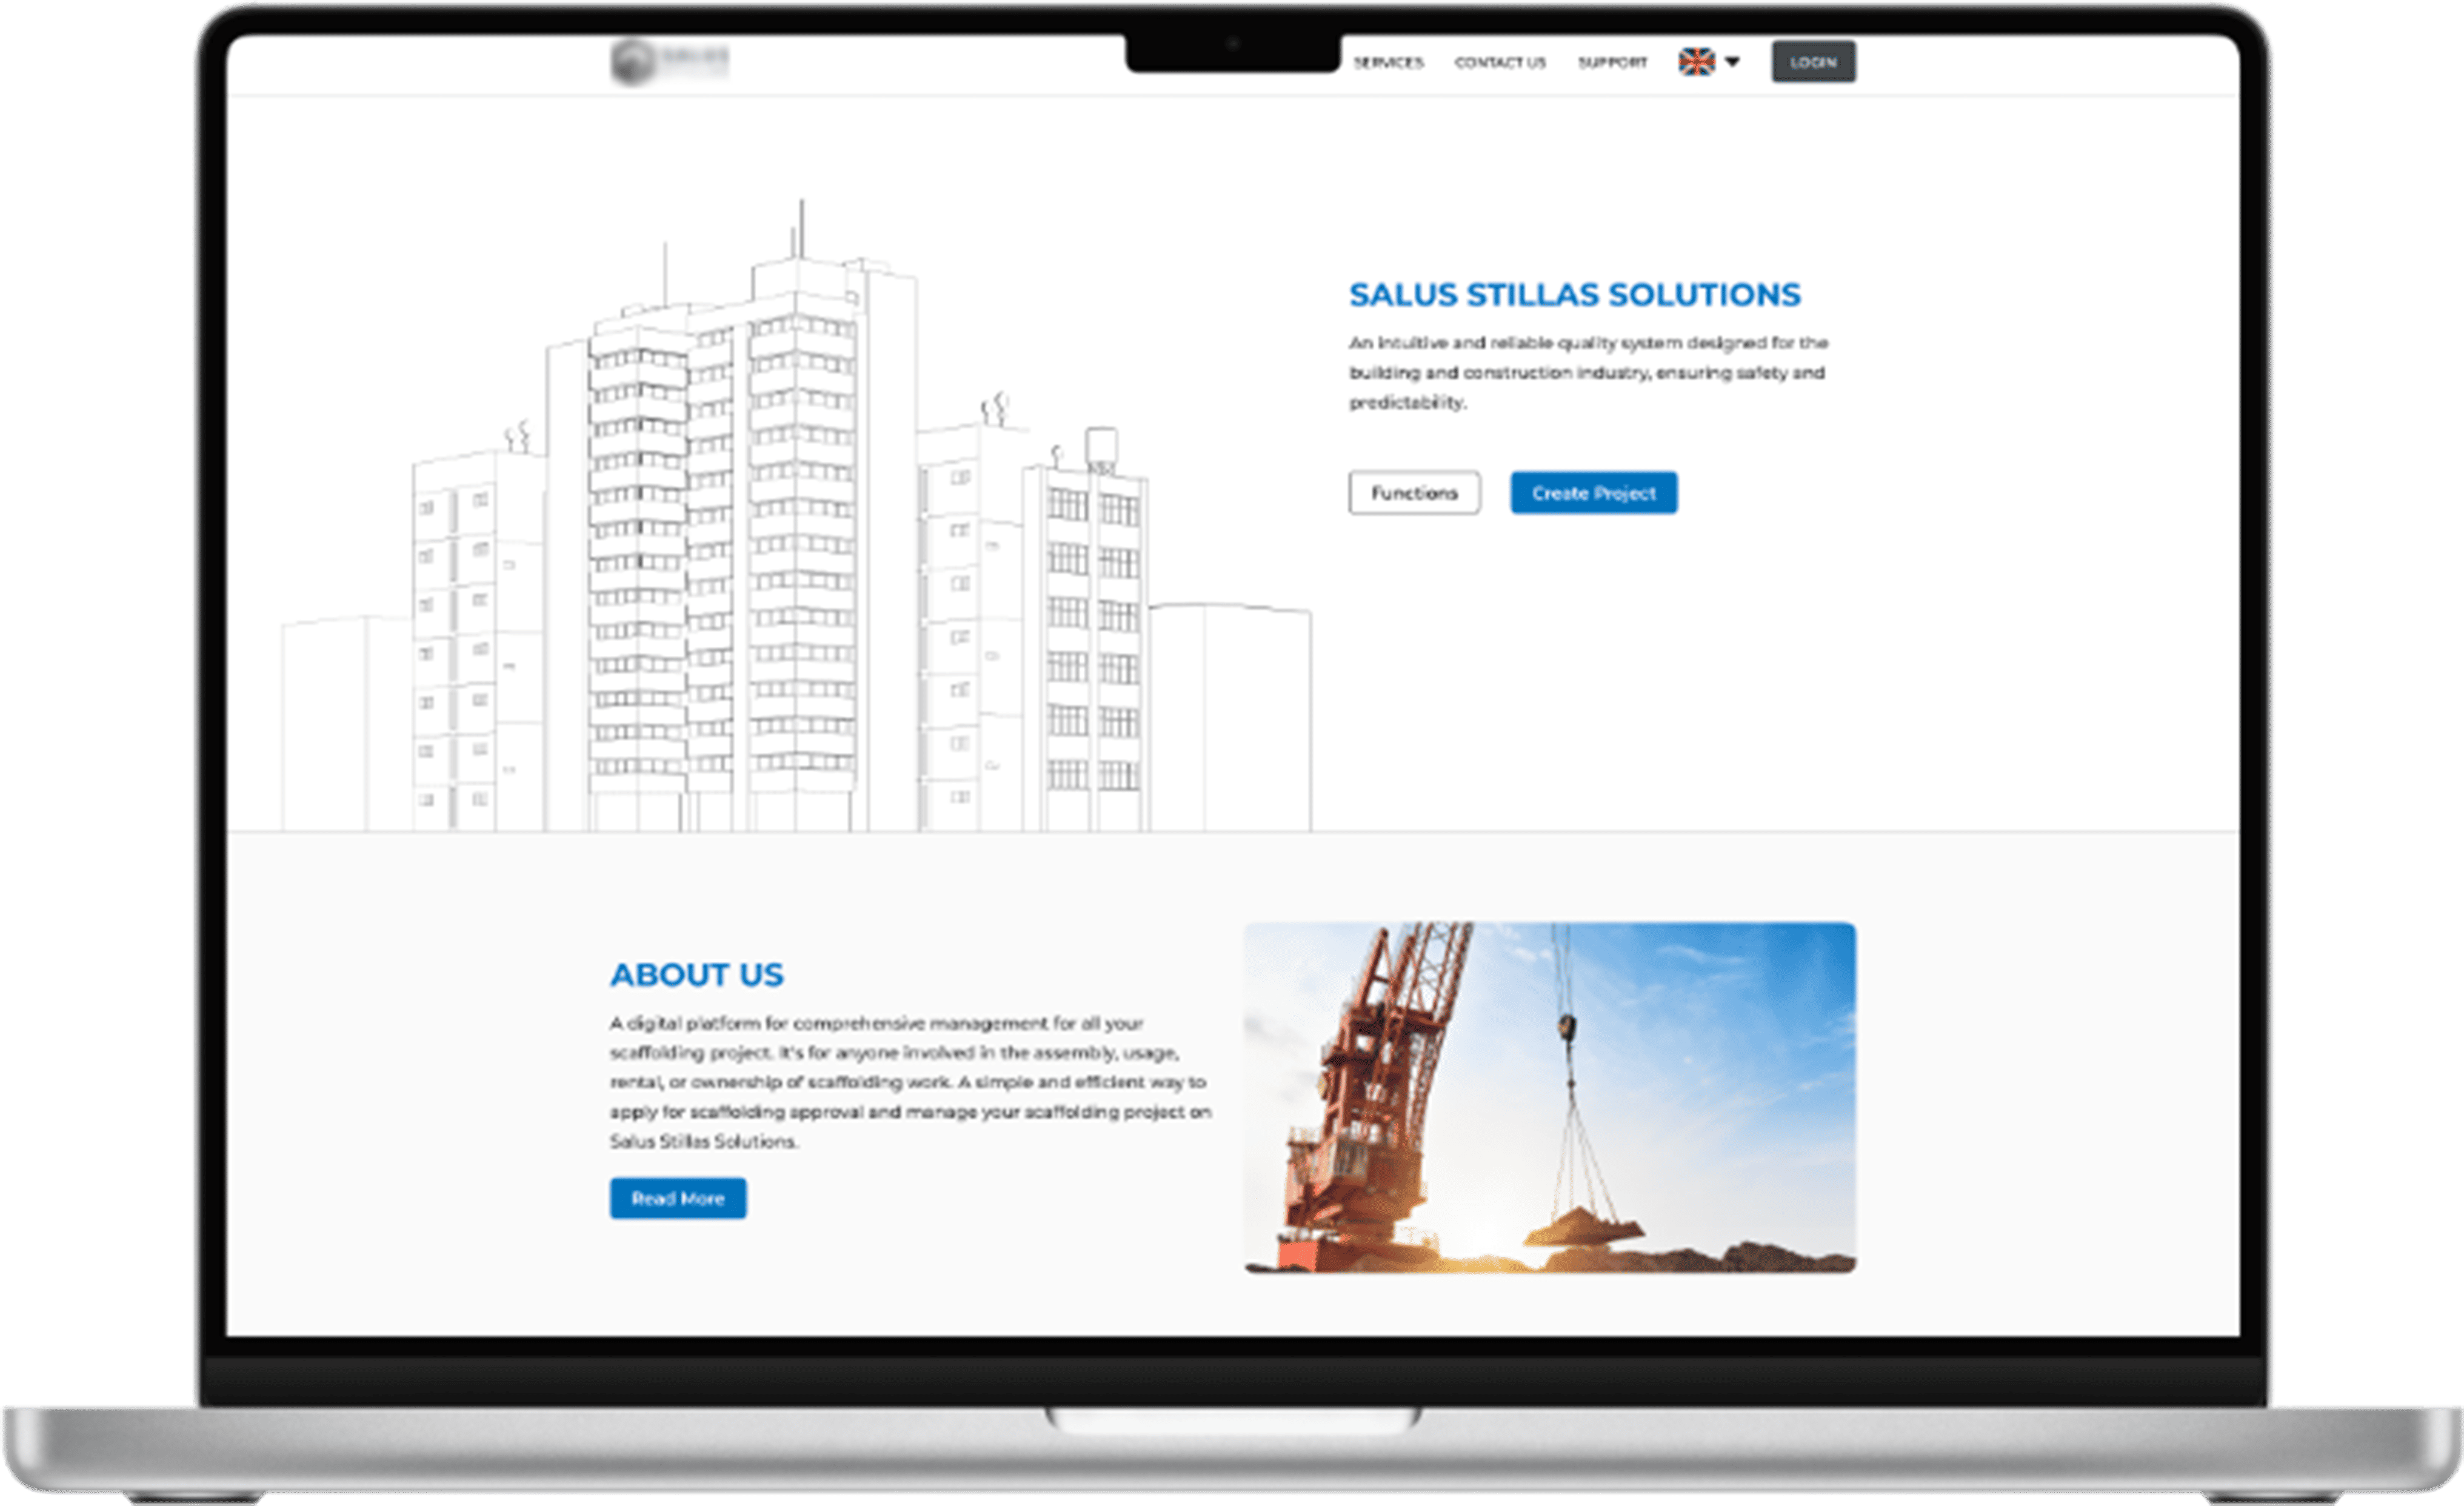 SERVICES
CONTACT US
SUPPORT
LOGIN
SALUS STILLAS SOLUTIONS
An intuitive and reliable quality system designed for the
building and construction industry, ensuring safety and
predictability.
Functions
Create Project
ABOUT US
A digital platform for comprehensive management for all your
scaffolding project. It's for anyone involved in the assembly, usage,
rental, or ownership of scaffolding work. A simple and efficient way to
apply for scaffolding approval and manage your scaffolding project on
Salus Stillas Solutions.
Read More